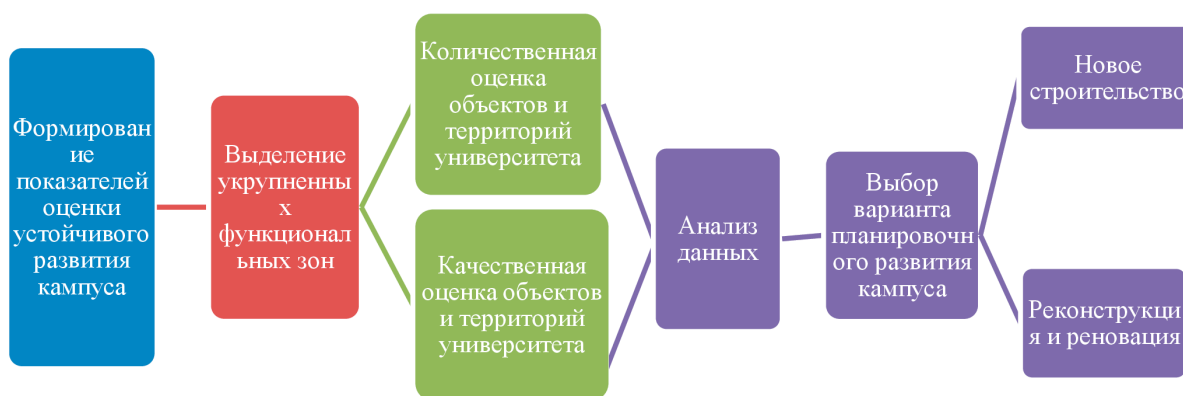 Формирован
ие
показателей
оценки
устойчивого
развития
кампуса
Выделение
укрупненны
х
функционал
ьных зон
Количественная
оценка
объектов и
территорий
университета
Качественная
оценка объектов
и территорий
университета
Анализ
данных
Выбор
варианта
планировочн
ого развития
кампуса
Новое
строительство
Реконструкци
я и реновация